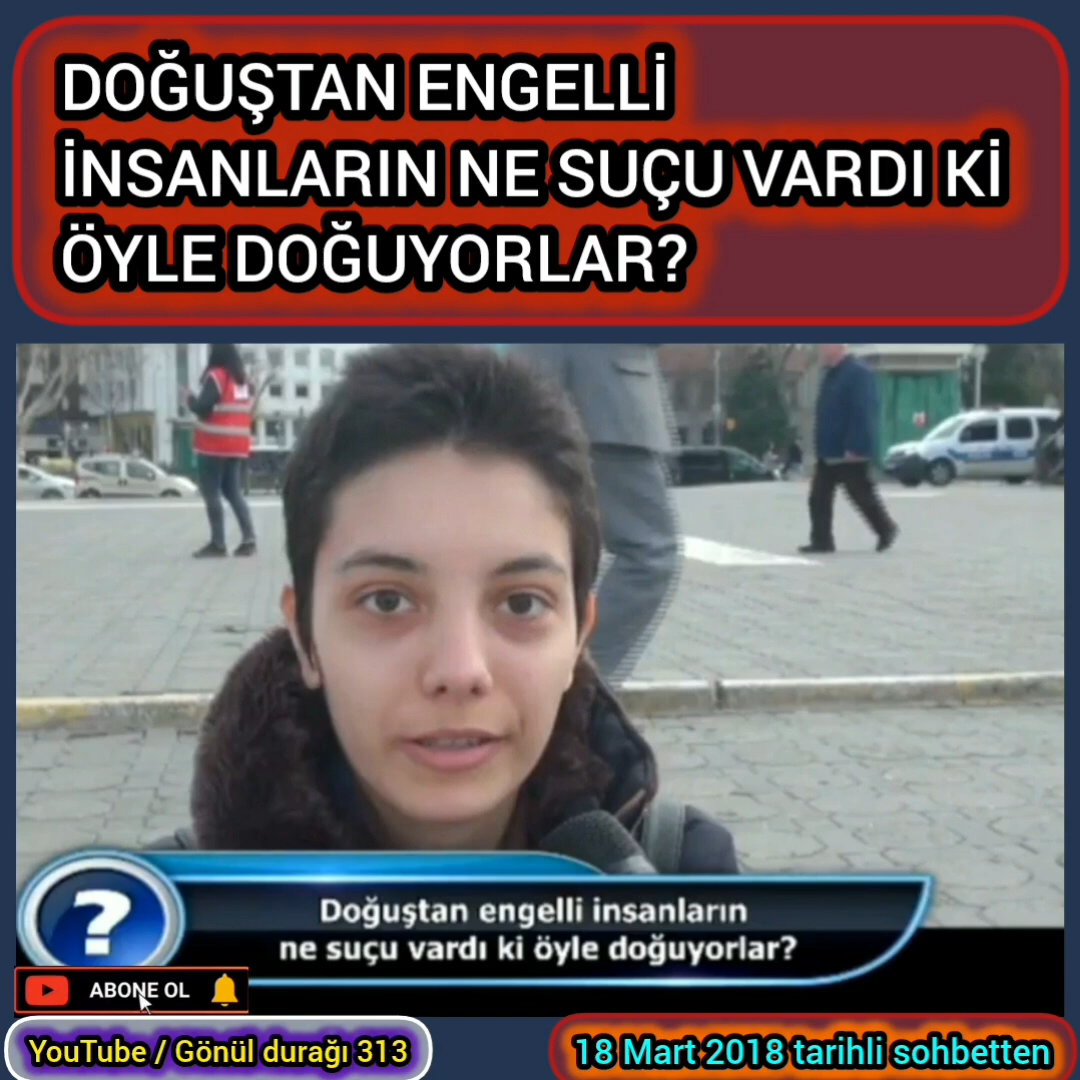 DOĞUŞTAN ENGELLİ
İNSANLARIN NE SUÇU VARDI Kİ
ÖYLE DOĞUYORLAR?
?
Doğuştan engelli insanların
ne suçu vardı ki öyle doğuyorlar?
ABONE OL
YouTube / Gönül durağı 313
18 Mart 2018 tarihli sohbetten